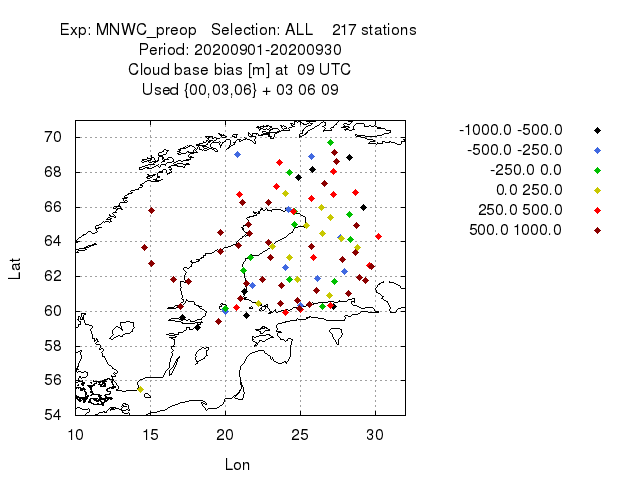 Exp: MNWC_preop   Selection: ALL    217 stations
Period: 20200901-20200930
Cloud base bias [m] at  09 UTC
Used {00,03,06} + 03 06 09
-1000.0 -500.0
-500.0 -250.0
-250.0 0.0
0.0 250.0
250.0 500.0
500.0 1000.0
70
68
66
64
62
60
58
56
54
Lat
10 15 20 25 30
Lon